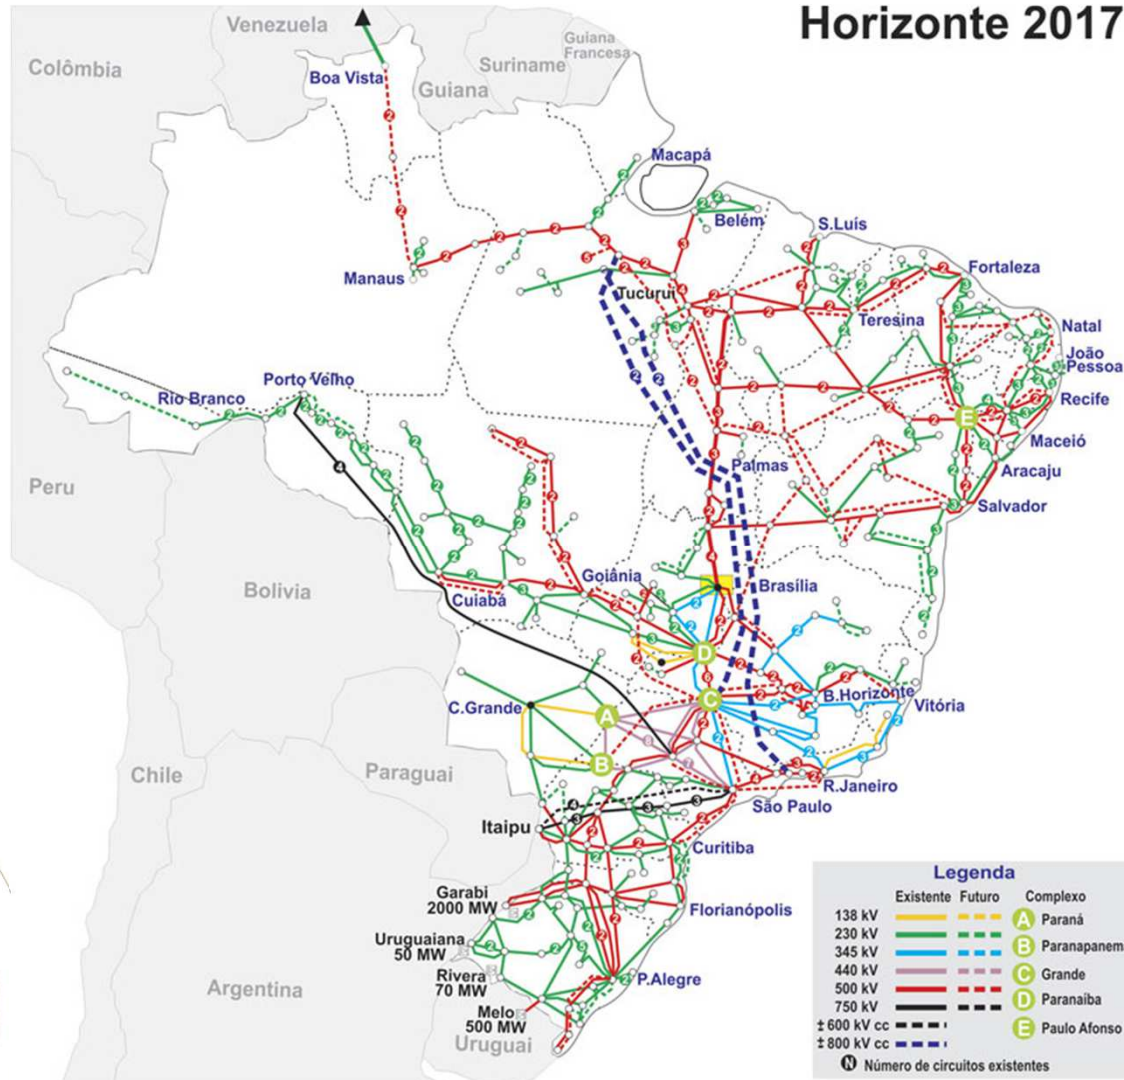 Horizonte 2017
Venezuela
Guiana
Francesa
Suriname
Colômbia
Boa Vista
Guiana
Macapá
Belém
S.Luís
Manaus
Fortaleza
Tucuruí
Teresina
Natal
João
Pessoa
Porto Velho
Rio Branco
Recife
E
Maceió
Palmas
Aracaju
Peru
Salvador
Goiânia
Brasília
Bolivia
Cuiabá
D
B.Horizonte
C
C.Grande
Vitória
A
B
Chile
Paraguai
R.Janeiro
São Paulo
Itaipu
Curitiba
Garabi
2000 MW
Florianópolis
Uruguaiana
50 MW
Rivera
70 MW
P.Alegre
Argentina
Melo
500 MW
Uruguai
Legenda
Existente Futuro Complexo
138 kV A Paraná
230 kV B Paranapanem
345 kV
440 kV C Grande
500 kV D Paranaíba
750 kV
±600 kV cc E Paulo Afonso
±800 kV cc
N Número de circuitos existentes